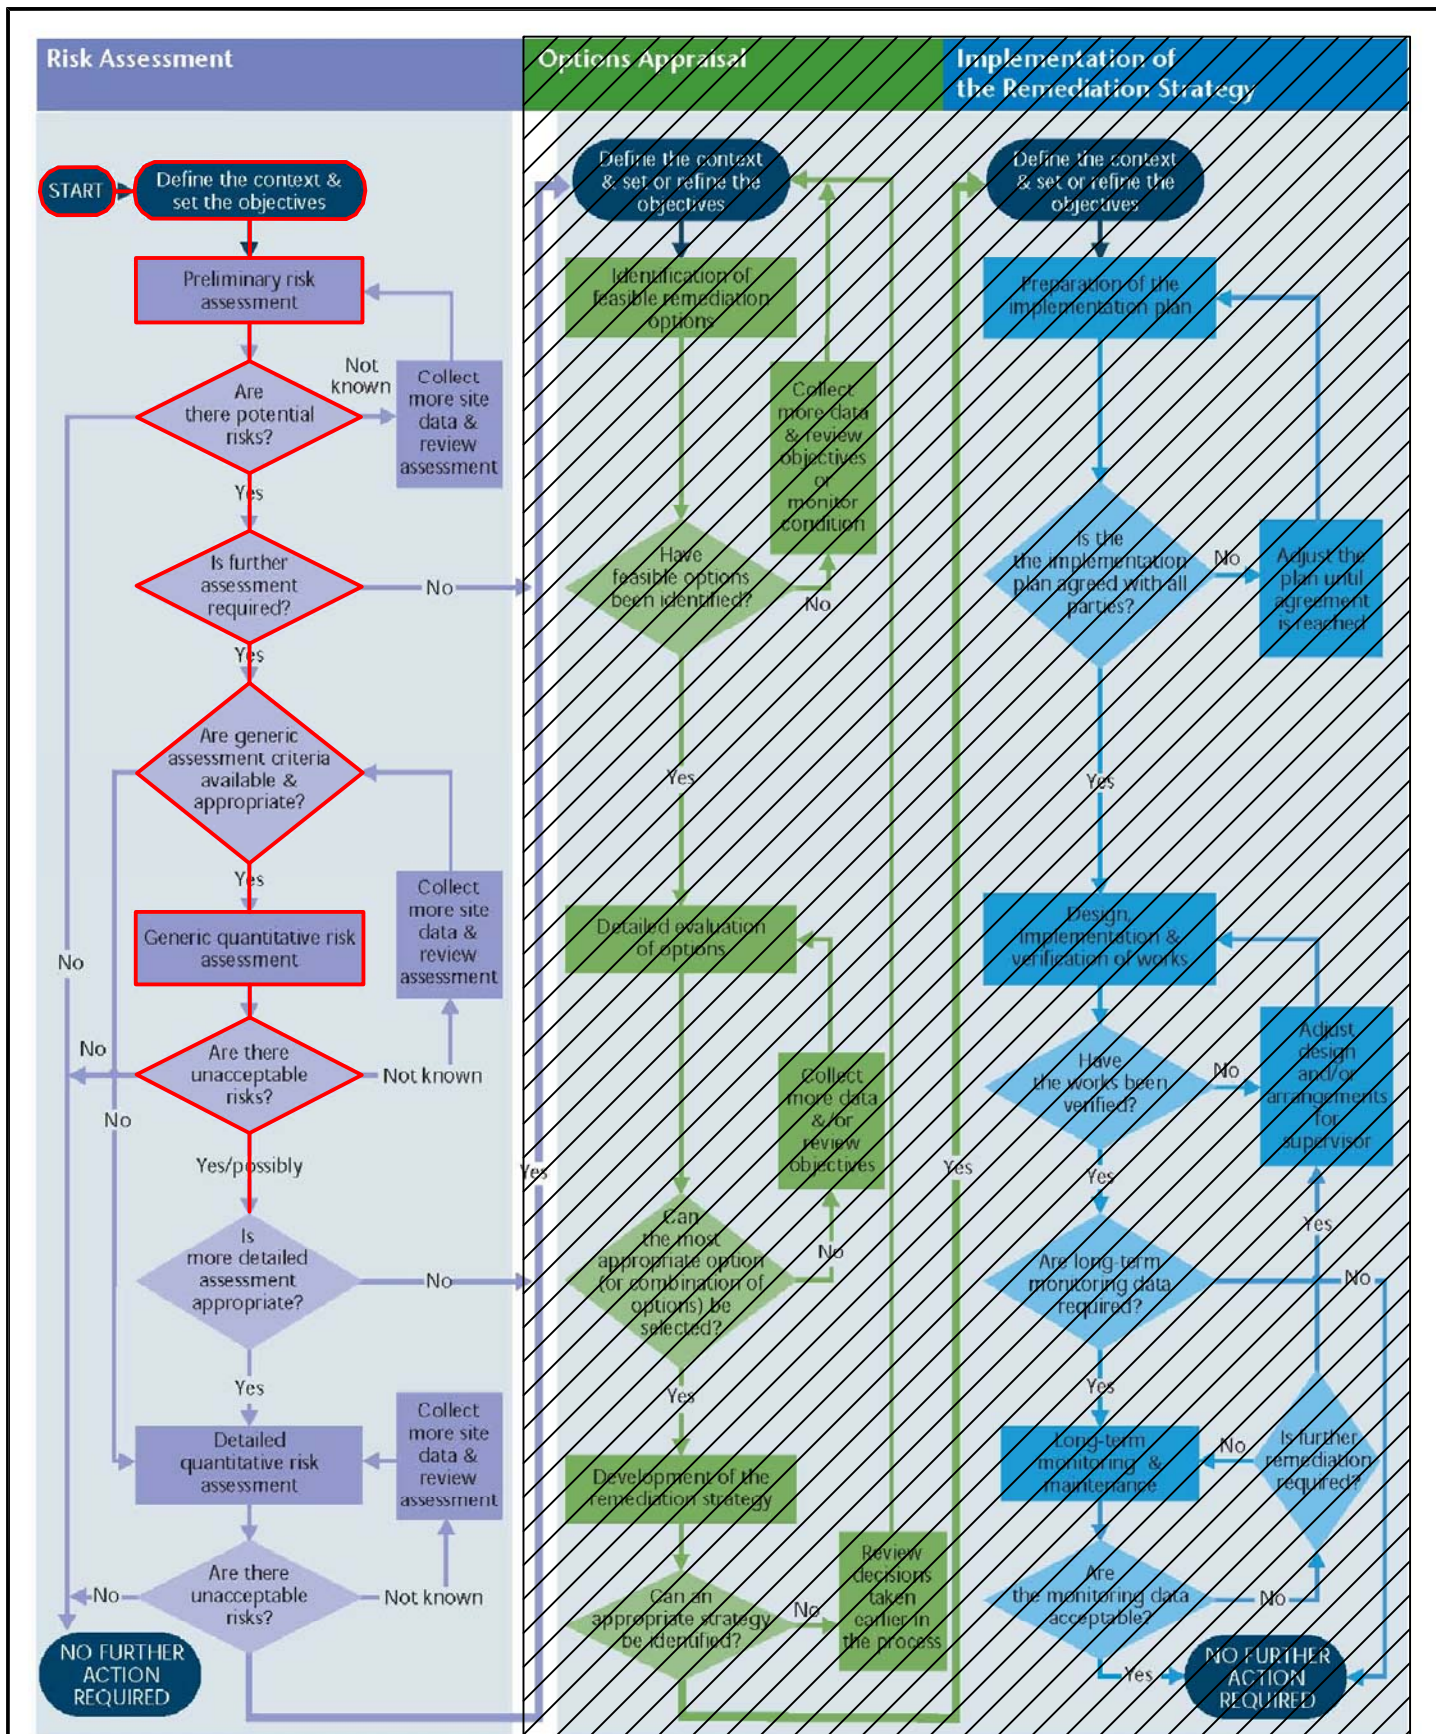 Risk Assessment
START
Define the context &
set the objectives
Preliminary risk
assessment
Are
there potential
risks?
Not
known
Collect
more site
data &
review
assessment
Yes
Is further
assessment
required?
No
Yes
Are generic
assessment criteria
available &
appropriate?
Yes
Generic quantitative risk
assessment
Collect
more site
data &
review
assessment
No
No
Are there
unacceptable
risks?
Not known
No
Yes/possibly
Is
more detailed
assessment
appropriate?
No
Yes
Detailed
quantitative risk
assessment
Collect
more site
data &
review
assessment
No
Are there
unacceptable
risks?
Not known
NO FURTHER
ACTION
REQUIRED
Yes
Options Appraisal
Define the context
& set or refine the
objectives
Identification of
feasible remediation
options
Collect
more data
& review
objectives
or
monitor
condition
Have
feasible options
been identified?
No
Yes
Detailed evaluation
of options
Collect
more data
&/or
review
objectives
Can
the most
appropriate option
(or combination of
options) be
selected?
No
Yes
Development of the
remediation strategy
Can an
appropriate strategy
be identified?
No
Review
decisions
taken
earlier in
the process
Yes
Implementation of
the Remediation Strategy
Define the context
& set or refine the
objectives
Preparation of the
implementation plan
Is the
the implementation
plan agreed with all
parties?
No
Adjust the
plan until
agreement
is reached
Yes
Design,
implementation &
verification of works
Have
the works been
verified?
No
Adjust
design
and/or
arrangements
for
supervisor
Yes
Yes
Are long-term
monitoring data
required?
No
Yes
Long-term
monitoring &
maintenance
No
Is further
remediation
required?
Are
the monitoring data
acceptable?
No
Yes
NO FURTHER
ACTION
REQUIRED